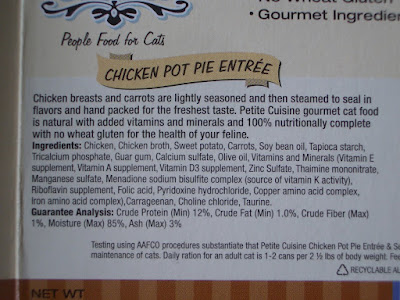 No Wheat Gluten
• Gourmet Ingredien
People Food for Cats
CHICKEN POT PIE ENTRÉE
Chicken breasts and carrots are lightly seasoned and then steamed to seal in
flavors and hand packed for the freshest taste. Petite Cuisine gourmet cat food
is natural with added vitamins and minerals and 100% nutritionally complete
with no wheat gluten for the health of your feline.
Ingredients: Chicken, Chicken broth, Sweet potato, Carrots, Soy bean oil, Tapioca starch,
Tricalcium phosphate, Guar gum, Calcium sulfate, Olive oil, Vitamins and Minerals (Vitamin E
supplement, Vitamin A supplement, Vitamin D3 supplement, Zinc Sulfate, Thaimine mononitrate,
Manganese sulfate, Menadione sodium bisulfite complex (source of vitamin K activity),
Riboflavin supplement, Folic acid, Pyridoxine hydrochloride, Copper amino acid complex,
Iron amino acid complex),Carrageenan, Choline chloride, Taurine.
Guarantee Analysis: Crude Protein (Min) 12%, Crude Fat (Min) 1.0%, Crude Fiber (Max)
1%, Moisture (Max) 85%, Ash (Max) 3%
Testing using AAFCO procedures substantiate that Petite Cuisine Chicken Pot Pie Entrée & S
maintenance of cats. Daily ration for an adult cat is 1-2 cans per 2 ½ lbs of body weight: Fee
RECYCLABLE AL
NET WT